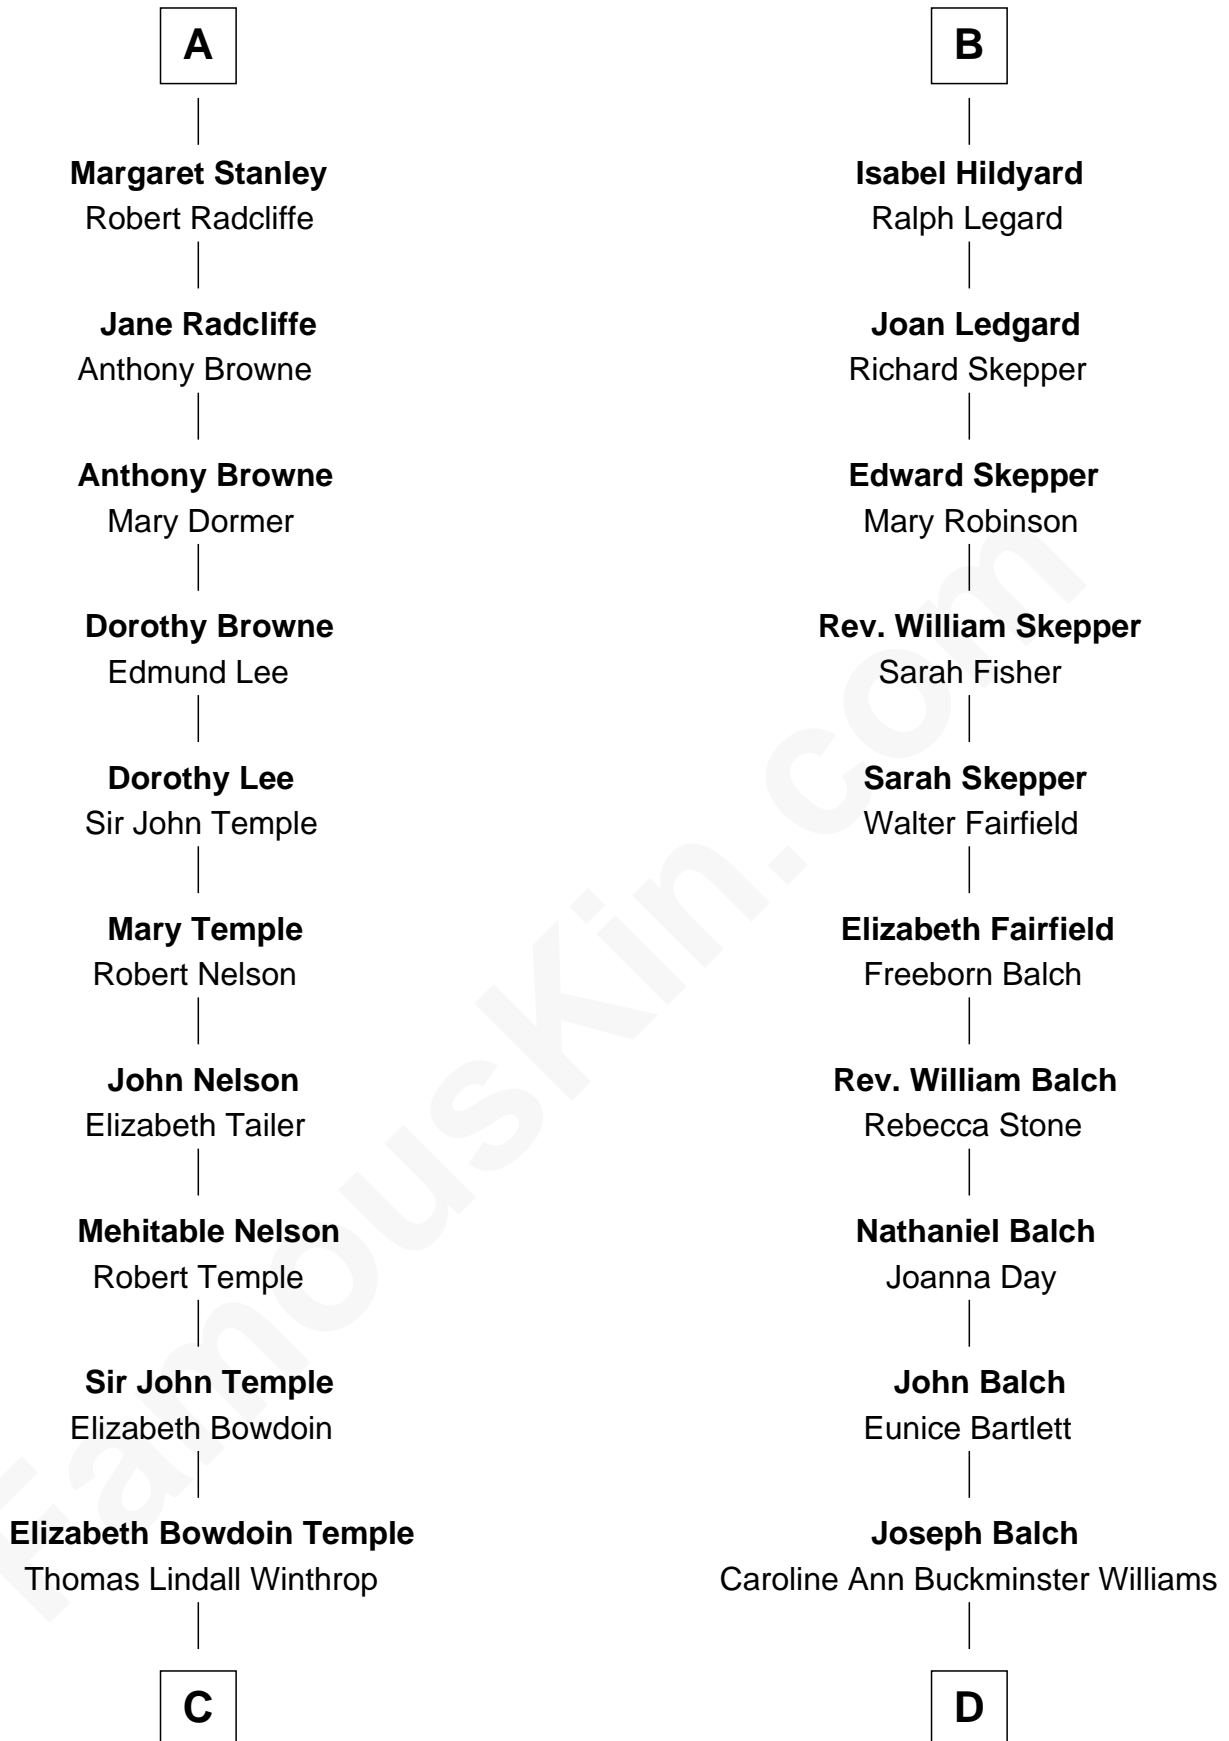 A
Margaret Stanley
Robert Radcliffe
Jane Radcliffe
Anthony Browne
Anthony Browne
Mary Dormer
Dorothy Browne
Edmund Lee
Dorothy Lee
Sir John Temple
Mary Temple
Robert Nelson
John Nelson
Elizabeth Tailer
Mehitable Nelson
Robert Temple
Sir John Temple
Elizabeth Bowdoin
Elizabeth Bowdoin Temple
Thomas Lindall Winthrop
C
B
Isabel Hildyard
Ralph Legard
Joan Ledgard
Richard Skepper
Edward Skepper
Mary Robinson
Rev. William Skepper
Sarah Fisher
Sarah Skepper
Walter Fairfield
Elizabeth Fairfield
Freeborn Balch
Rev. William Balch
Rebecca Stone
Nathaniel Balch
Joanna Day
John Balch
Eunice Bartlett
Joseph Balch
Caroline Ann Buckminster Williams
D
FamousKin.com